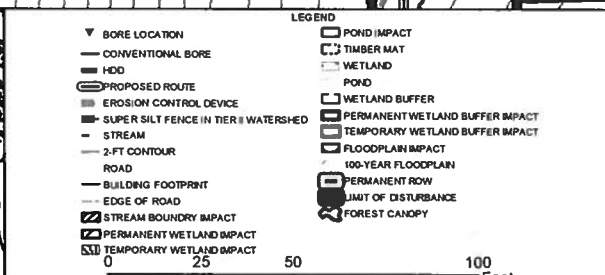 LEGEND
BORE LOCATION
CONVENTIONAL BORE
HDD
PROPOSED ROUTE
EROSION CONTROL DEVICE
SUPER SILT FENCE IN TIER II WATERSHED
STREAM
2-FT CONTOUR
ROAD
BUILDING FOOTPRINT
EDGE OF ROAD
STREAM BOUNDRY IMPACT
PERMANENT WETLAND IMPACT
TEMPORARY WETLAND IMPACT
POND IMPACT
TIMBER MAT
WETLAND
POND
WETLAND BUFFER
PERMANENT WETLAND BUFFER IMPACT
TEMPORARY WETLAND BUFFER IMPACT
FLOODPLAIN IMPACT
100-YEAR FLOODPLAIN
PERMANENT ROW
LIMIT OF DISTURBANCE
FOREST CANOPY
0 25 50 100
Feet